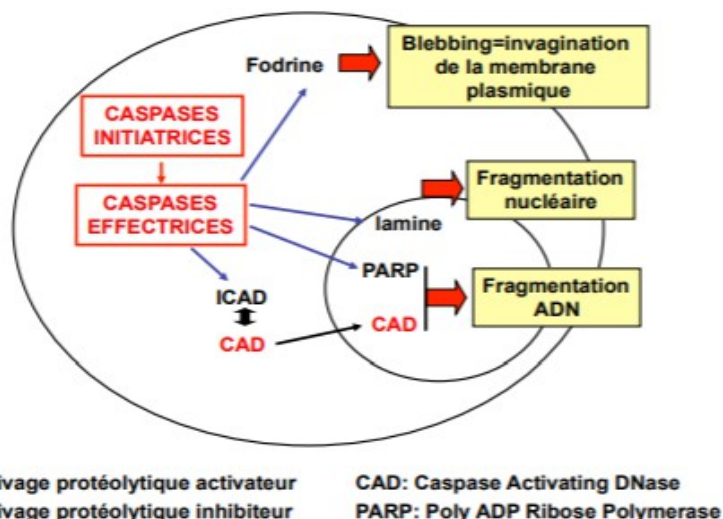 Fodrine
Blebbing=invagination
de la membrane
plasmique
CASPASES
INITIATRICES
CASPASES
EFFECTRICES
Fragmentation
nucléaire
lamine
PARP
ICAD
CAD
CAD
Fragmentation
ADN
ivage protéolytique activateur
CAD: Caspase Activating DNase
ivage protéolytique inhibiteur
PARP: Poly ADP Ribose Polymerase